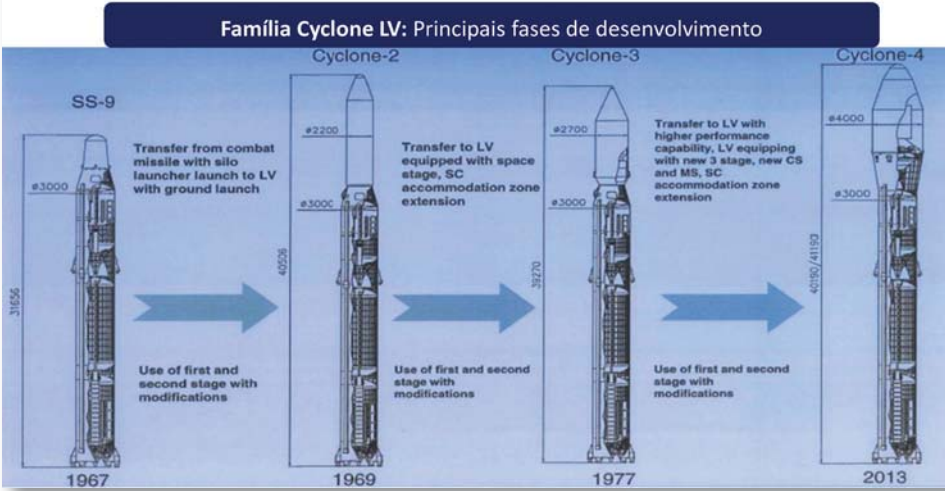 Família Cyclone LV: Principais fases de desenvolvimento
SS-9
Cyclone-2
Cyclone-3
Cyclone-4
Transfer from combat
missile with silo
launcher launch to LV
with ground launch
Transfer to LV
equipped with space
stage, SC
accommodation zone
extension
Transfer to LV with
higher performance
capability, LV equipping
with new 3 stage, new CS
and MS, SC
accommodation zone
extension
ø3000
ø2200
ø3000
ø2700
ø3000
ø4000
ø3000
31656
40506
39270
40190/41190
Use of first and
second stage with
modifications
Use of first and second
stage with
modifications
Use of first and second
stage with
modifications
1967
1969
1977
2013